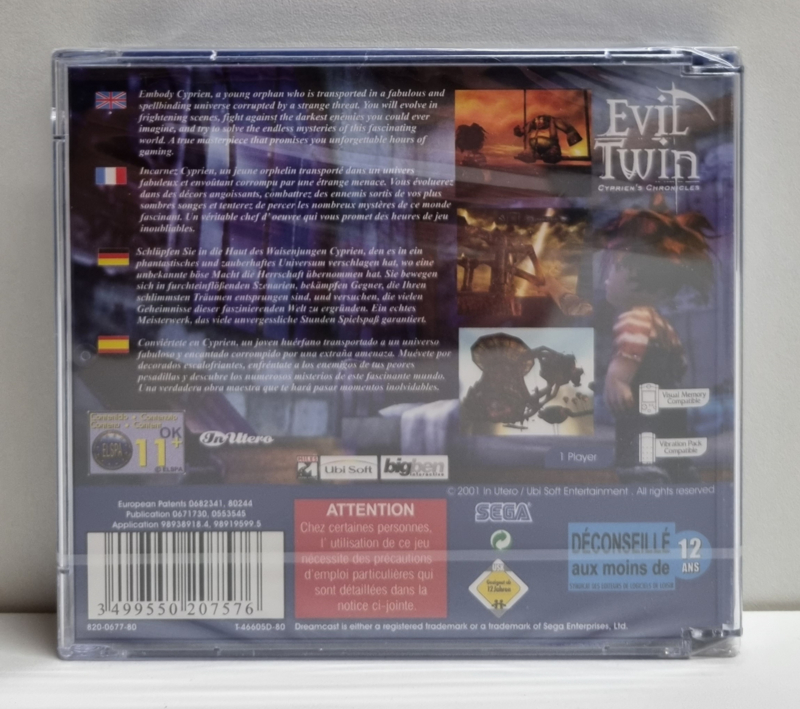 Embody Cyprien, a young orphan who is transported in a fabulous and
spellbinding universe corrupted by a strange threat. You will evolve in
frightening scenes, fight against the darkest enemies you could ever
imagine, and try to solve the endless mysteries of this fascinating
world. A true masterpiece that promises you unforgettable hours of
gaming.
Incarnez Cyprien, un jeune orphelin transporté dans un univers
fabuleux et envoûtant corrompu par une étrange menace. Vous évoluerez
dans des décors angoissants, combattrez des ennemis sortis de vos plus
sombres songes et tenterez de percer les nombreux mystères de ce monde
fascinant. Un véritable chef d'oeuvre qui vous promet des heures de jeu
inoubliables.
Schlüpfen Sie in die Haut des Waisenjungen Cyprien, den es in ein
phantastisches und zauberhaftes Universum verschlagen hat, wo eine
unbekannte böse Macht die Herrschaft übernommen hat. Sie bewegen
sich in furchteinflößenden Szenarien, bekämpfen Gegner, die Ihren
schlimmsten Träumen entsprungen sind, und versuchen, die vielen
Geheimnisse dieser faszinierenden Welt zu ergründen. Ein echtes
Meisterwerk, das viele unvergessliche Stunden Spielspaß garantiert.
Conviértete en Cyprien, un joven huérfano transportado a un universo
fabuloso y encantado corrompido por una extraña amenaza. Muévete por
decorados escalofriantes, enfréntate a los enemigos de tus peores
pesadillas y descubre los numerosos misterios de este fascinante mundo.
Una verdadera obra maestra que te hará pasar momentos inolvidables.
EVIL
TWIN
CYPRIEN'S CHRONICLES
Visual Memory
Compatible
Vibration Pack
Compatible
1 Player
OK
11+
ELSPA
© ELSPA
In Utero
Ubi Soft
bigben
interactive
© 2001 In Utero / Ubi Soft Entertainment. All rights reserved
European Patents 0682341, 80244
Publication 0671730, 0553545
Application 98938918.4, 98919599.5
3 499550 207576
820-0677-80
ATTENTION
Chez certaines personnes,
l' utilisation de ce jeu
nécessite des précautions
d'emploi particulières qui
sont détaillées dans la
notice ci-jointe.
SEGA
Geeignet ab
12 Jahren
DÉCONSEILLÉ
aux moins de
12
ANS
1-46605D-80 Dreamcast is either a registered trademark or a trademark of Sega Enterprises, Ltd.